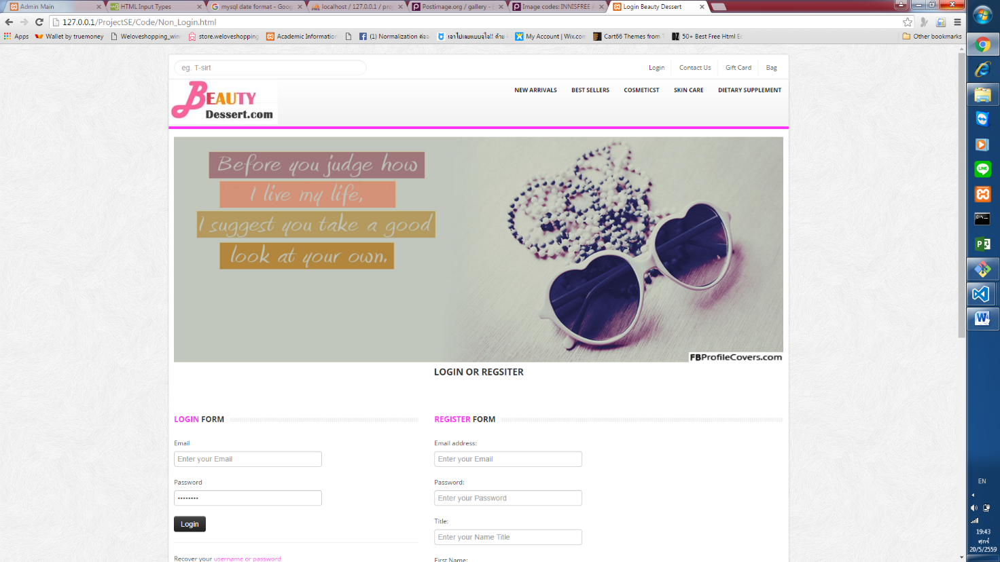 Admin Main
HTML Input Types
mysql date format - Goog
localhost / 127.0.0.1 / pro
Postimage.org / gallery -
Image codes: INNISFREE A
Login Beauty Dessert
127.0.0.1/ProjectSE/Code/Non_Login.html
Apps
Wallet by truemoney
Weloveshopping_win
store.weloveshopping
Academic Information
(1) Normalization คืออ
เอาไปเลยแบบจุใจ!! ด้วย
My Account | Wix.com
Cart66 Themes from
50+ Best Free Html E
Other bookmarks
eg. T-sirt
Login
Contact Us
Gift Card
Bag
BEAUTY
Dessert.com
NEW ARRIVALS
BEST SELLERS
COSMETICST
SKIN CARE
DIETARY SUPPLEMENT
Before you judge how
I live my life,
I suggest you take a good
look at your own.
FBProfileCovers.com
LOGIN OR REGSITER
LOGIN FORM
Email
Enter your Email
Password
••••••••
Login
Recover your username or password
REGISTER FORM
Email address:
Enter your Email
Password:
Enter your Password
Title:
Enter your Name Title
First Name:
LINE
EN
19:43
ศุกร์
20/5/2559